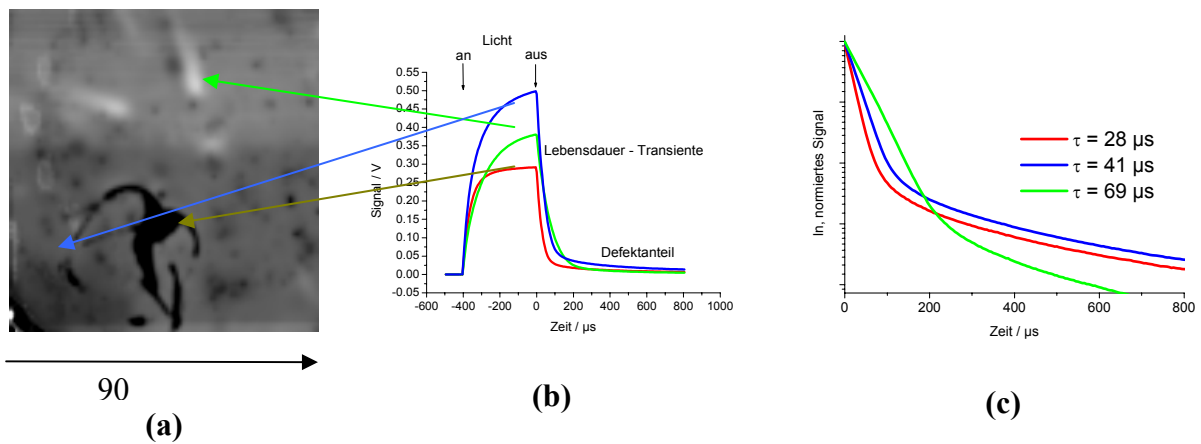 90
(a)
Licht
an
aus
0.55
0.50
0.45
0.40
0.35
0.30
0.25
0.20
0.15
0.10
0.05
0.00
-0.05
Signal / V
Lebensdauer - Transiente
Defektanteil
-600 -400 -200 0 200 400 600 800 1000
Zeit / µs
(b)
ln, normiertes Signal
τ = 28 µs
τ = 41 µs
τ = 69 µs
0 200 400 600 800
Zeit / µs
(c)